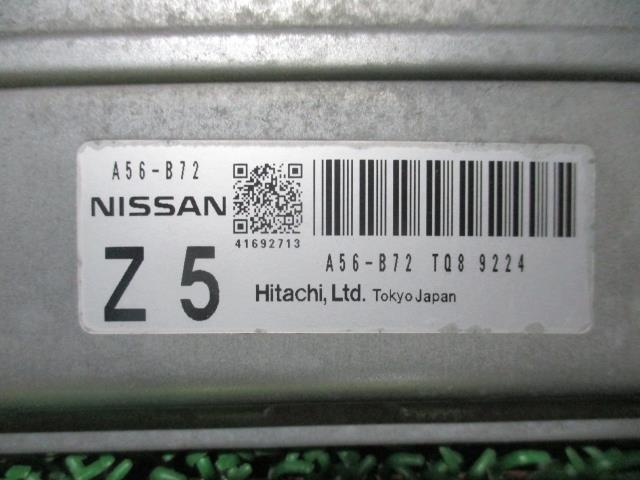 A56-B72
NISSAN
41692713
Z 5
A56-B72 TQ8 9224
Hitachi, Ltd. Tokyo Japan